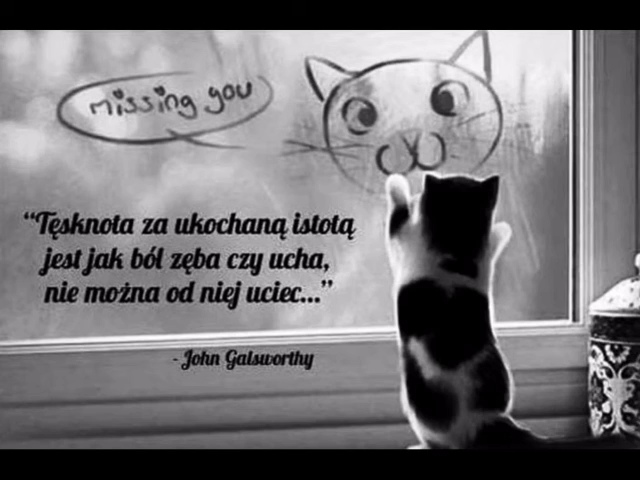 missing you
“Tęsknota za ukochaną istotą
jest jak ból zęba czy ucha,
nie można od niej uciec...”
- John Galsworthy